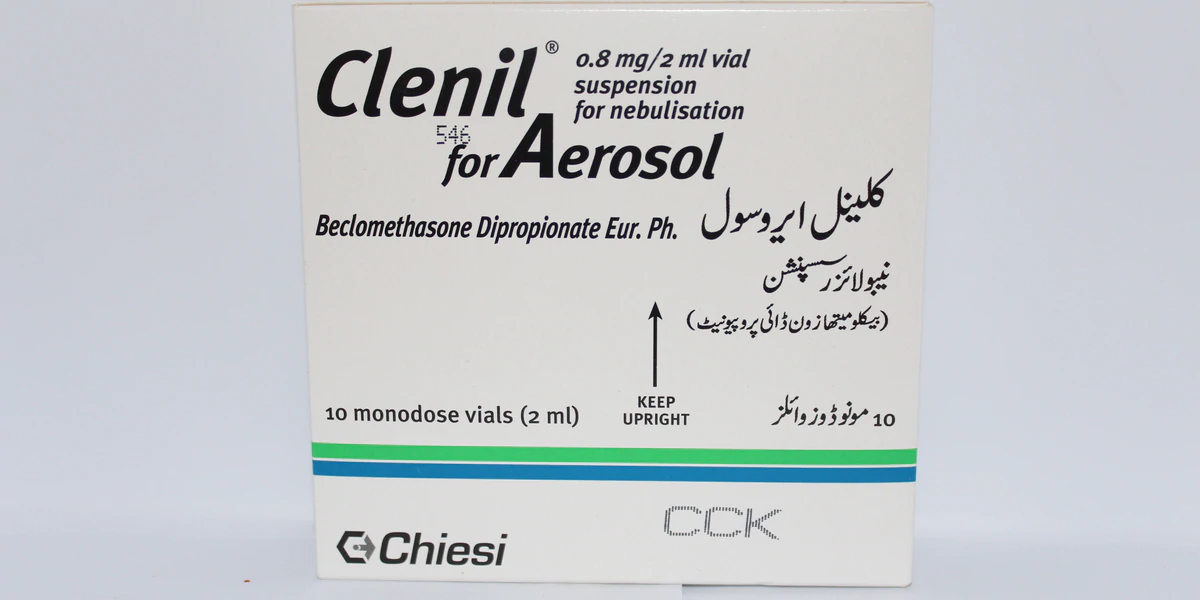 Clenil®
0.8 mg/2 ml vial
suspension
for nebulisation
546
for Aerosol
Beclomethasone Dipropionate Eur. Ph.
کلینل ایروسول
نیبولائزر سسپنشن
(بیکلومیتھازون ڈائی پروپیونیٹ)
KEEP
UPRIGHT
10 monodose vials (2 ml)
10 مونوڈوز وائلز
CCK
Chiesi